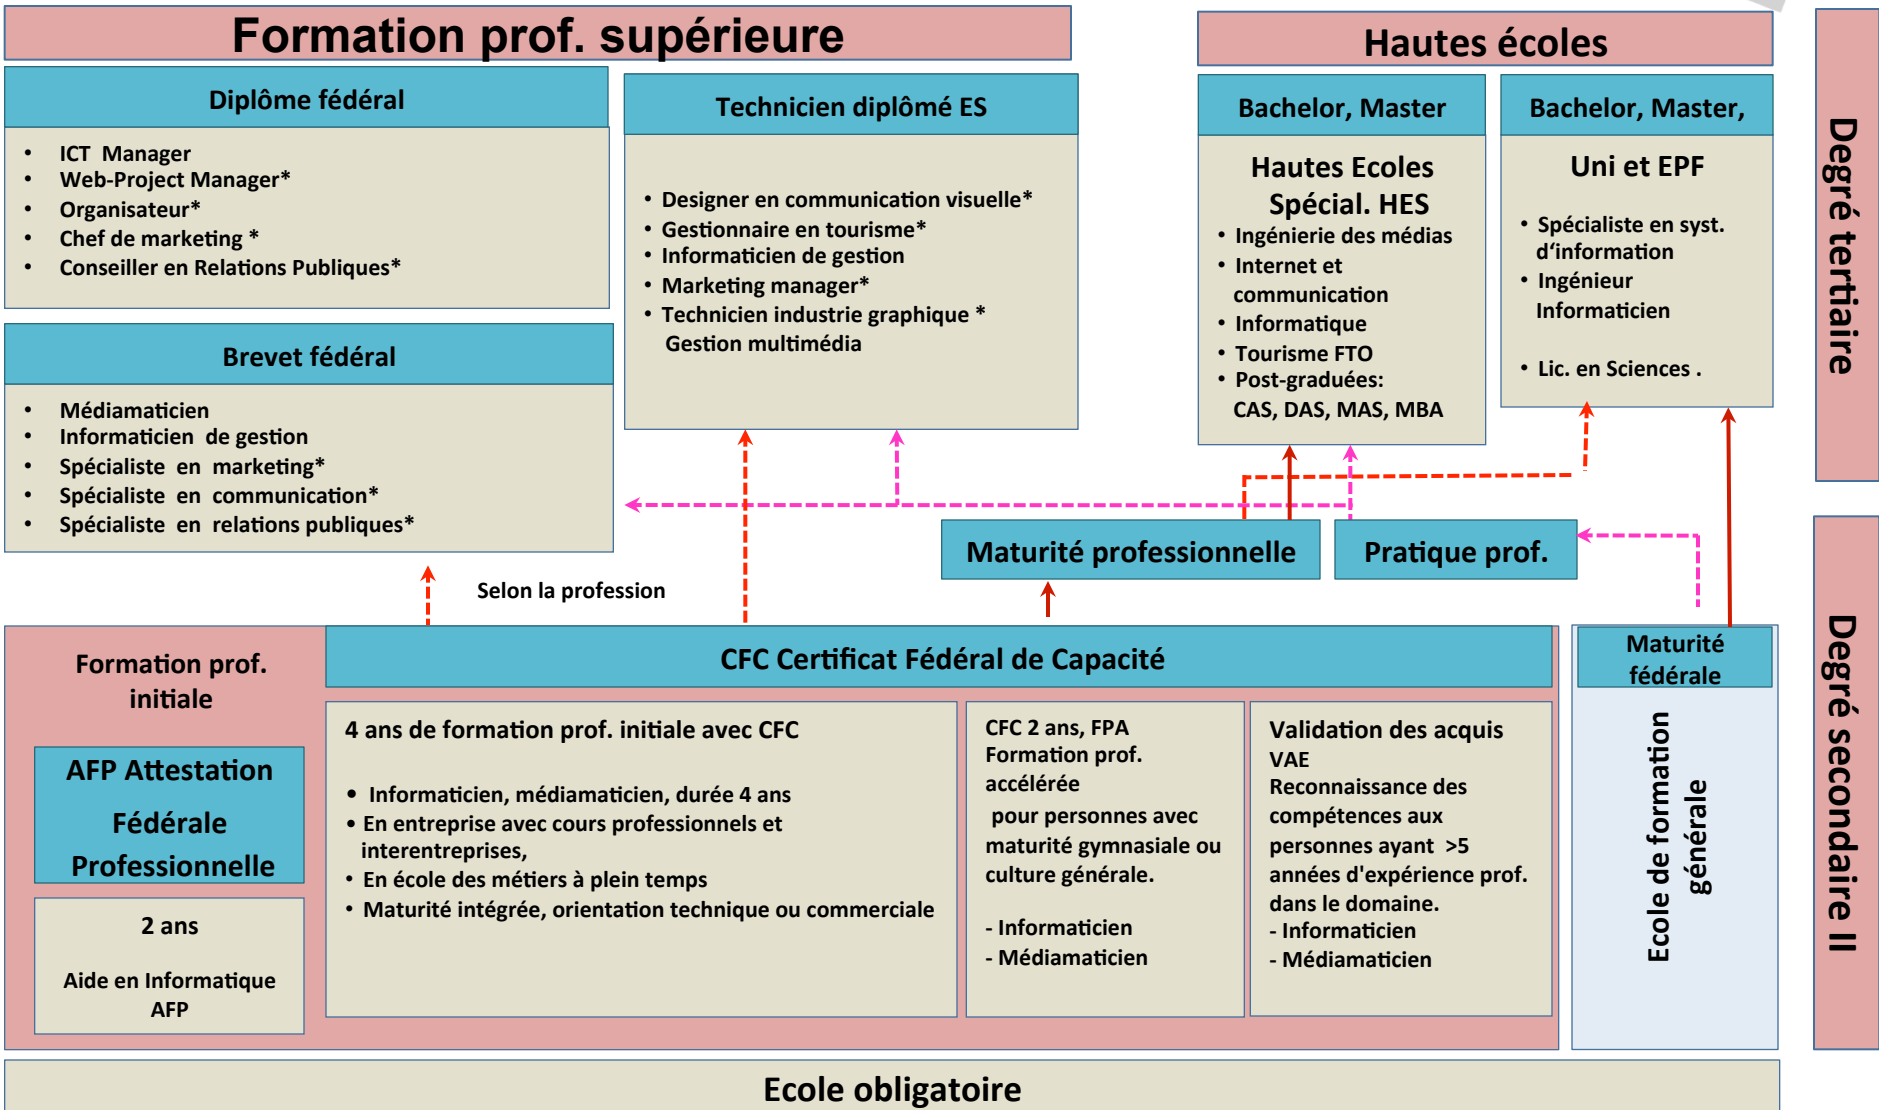 Formation prof. supérieure
Hautes écoles
Degré tertiaire
Diplôme fédéral
• ICT Manager
• Web-Project Manager*
• Organisateur*
• Chef de marketing *
• Conseiller en Relations Publiques*
Technicien diplômé ES
• Designer en communication visuelle*
• Gestionnaire en tourisme*
• Informaticien de gestion
• Marketing manager*
• Technicien industrie graphique *
Gestion multimédia
Bachelor, Master
Hautes Ecoles
Spécial. HES
• Ingénierie des médias
• Internet et
communication
• Informatique
• Tourisme FTO
• Post-graduées:
CAS, DAS, MAS, MBA
Bachelor, Master,
Uni et EPF
• Spécialiste en syst.
d‘information
• Ingénieur
Informaticien
• Lic. en Sciences .
Brevet fédéral
• Médiamaticien
• Informaticien de gestion
• Spécialiste en marketing*
• Spécialiste en communication*
• Spécialiste en relations publiques*
Maturité professionnelle
Pratique prof.
Selon la profession
Degré secondaire II
Formation prof.
initiale
AFP Attestation
Fédérale
Professionnelle
2 ans
Aide en Informatique
AFP
CFC Certificat Fédéral de Capacité
4 ans de formation prof. initiale avec CFC
• Informaticien, médiamaticien, durée 4 ans
• En entreprise avec cours professionnels et
interentreprises,
• En école des métiers à plein temps
• Maturité intégrée, orientation technique ou commerciale
CFC 2 ans, FPA
Formation prof.
accélérée
pour personnes avec
maturité gymnasiale ou
culture générale.
- Informaticien
- Médiamaticien
Validation des acquis
VAE
Reconnaissance des
compétences aux
personnes ayant >5
années d'expérience prof.
dans le domaine.
- Informaticien
- Médiamaticien
Maturité
fédérale
Ecole de formation
générale
Ecole obligatoire